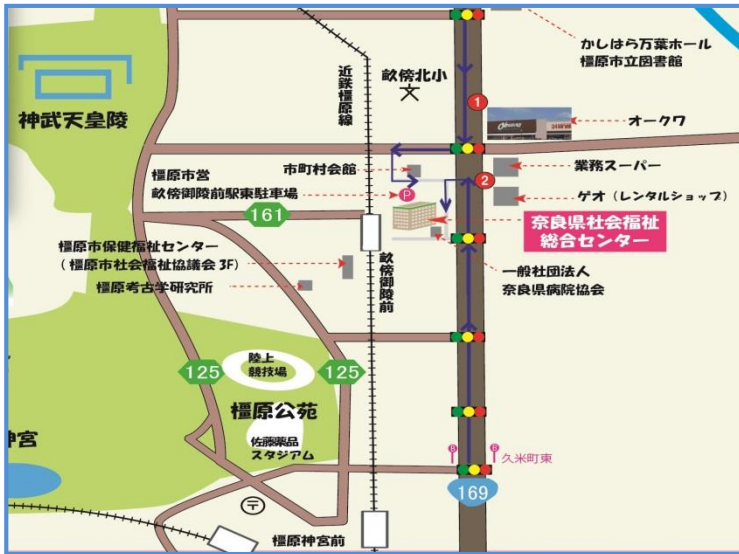 かしはら万葉ホール
橿原市立図書館
神武天皇陵
近鉄橿原線
畝傍北小
1
オークワ
市町村会館
業務スーパー
橿原市営
畝傍御陵前駅東駐車場
P
2
ゲオ（レンタルショップ）
161
奈良県社会福祉
総合センター
橿原市保健福祉センター
（橿原市社会福祉協議会3F）
橿原考古学研究所
畝傍御陵前
一般社団法人
奈良県病院協会
125
陸上
競技場
125
橿原公苑
神宮
佐藤薬品
スタジアム
B
B
久米町東
169
〒
橿原神宮前